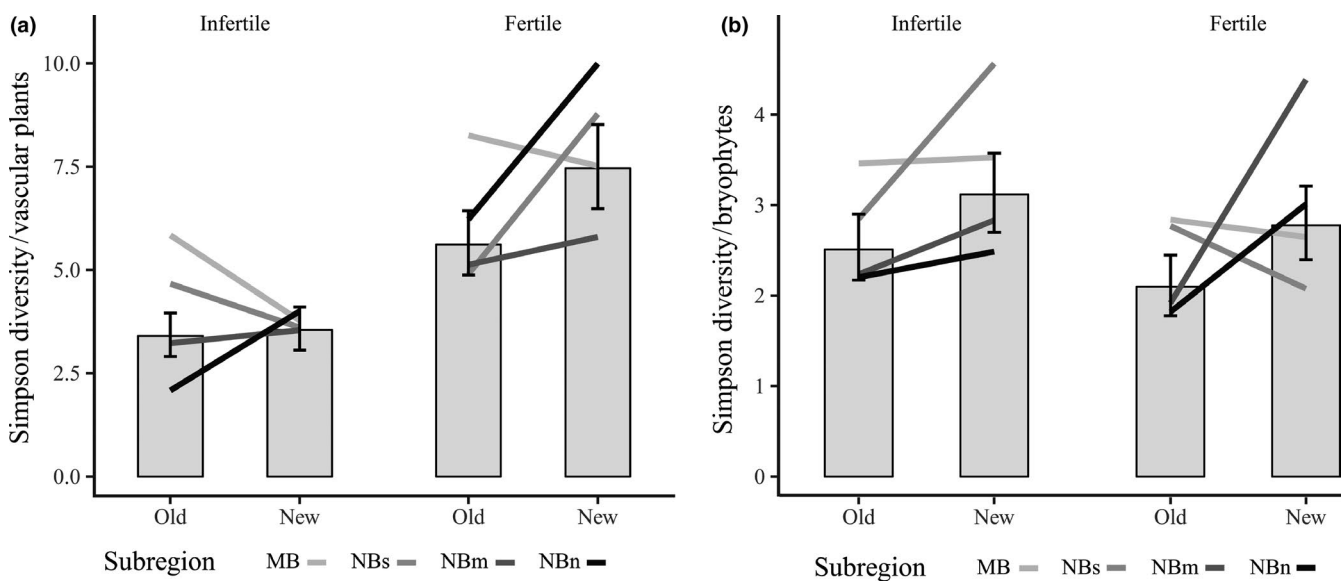 (a)
Infertile
Fertile
Simpson diversity/vascular plants
10.0
7.5
5.0
2.5
0.0
Old
New
Old
New
Subregion MB NBs NBm NBn
(b)
Infertile
Fertile
Simpson diversity/bryophytes
4
3
2
1
0
Old
New
Old
New
Subregion MB NBs NBm NBn